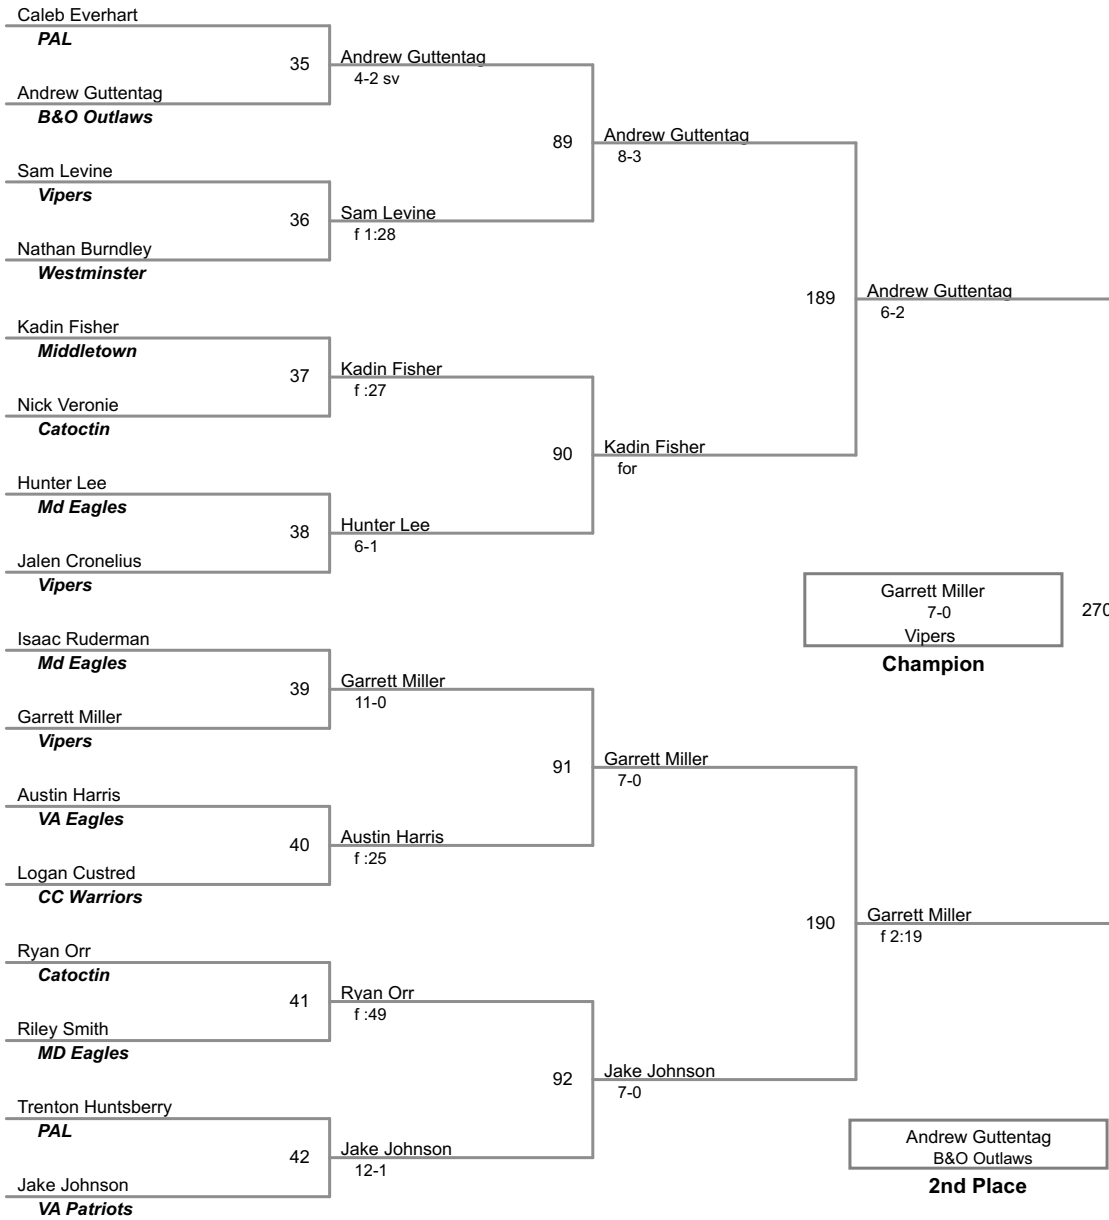 Caleb Everhart
PAL
35
Andrew Guttentag
4-2 sv
Andrew Guttentag
B&O Outlaws
89
Andrew Guttentag
8-3
Sam Levine
Vipers
36
Sam Levine
f 1:28
Nathan Burndley
Westminster
189
Andrew Guttentag
6-2
Kadin Fisher
Middletown
37
Kadin Fisher
f :27
Nick Veronie
Catoctin
90
Kadin Fisher
for
Hunter Lee
Md Eagles
38
Hunter Lee
6-1
Jalen Cronelius
Vipers
Garrett Miller
7-0
Vipers
270
Champion
Isaac Ruderman
Md Eagles
39
Garrett Miller
11-0
Garrett Miller
Vipers
91
Garrett Miller
7-0
Austin Harris
VA Eagles
40
Austin Harris
f :25
Logan Custred
CC Warriors
190
Garrett Miller
f 2:19
Ryan Orr
Catoctin
41
Ryan Orr
f :49
Riley Smith
MD Eagles
92
Jake Johnson
7-0
Trenton Huntsberry
PAL
42
Jake Johnson
12-1
Jake Johnson
VA Patriots
Andrew Guttentag
B&O Outlaws
2nd Place